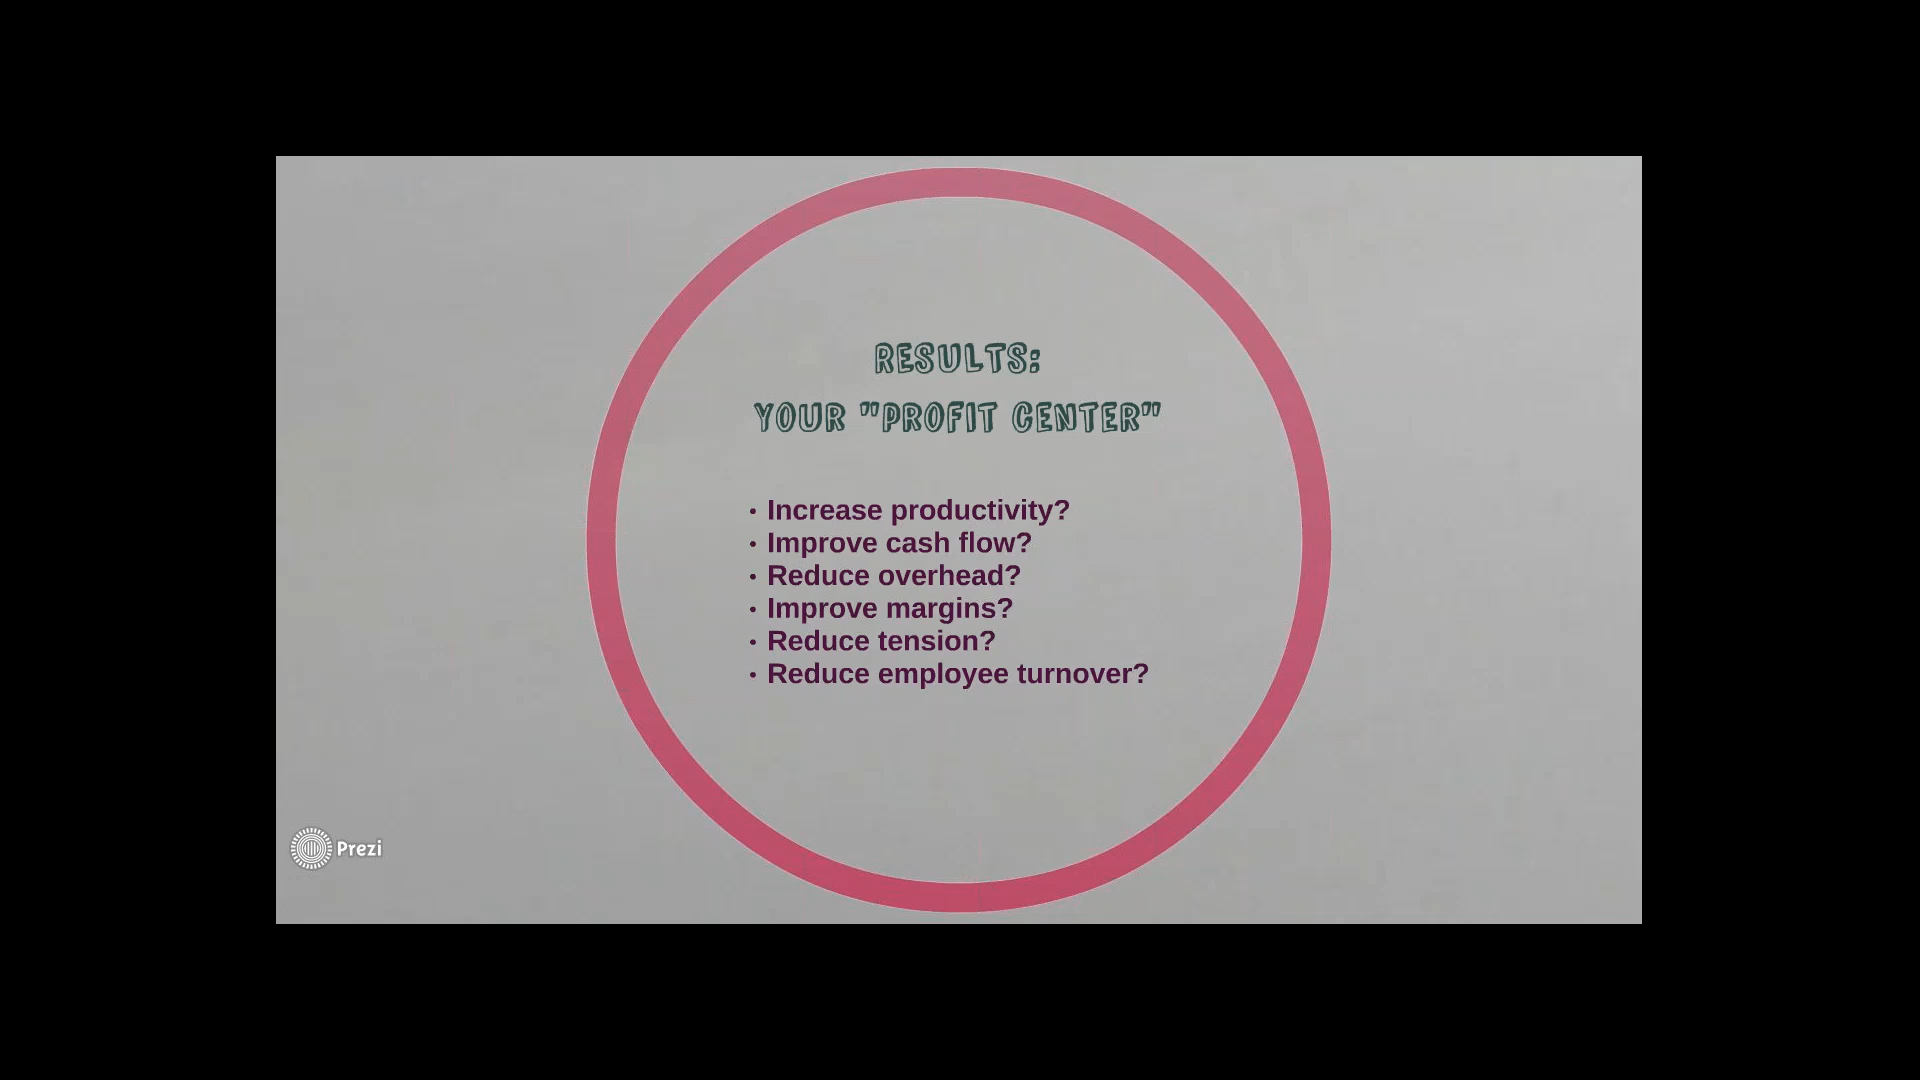 RESULTS:
YOUR "PROFIT CENTER"
• Increase productivity?
• Improve cash flow?
• Reduce overhead?
• Improve margins?
• Reduce tension?
• Reduce employee turnover?
Prezi